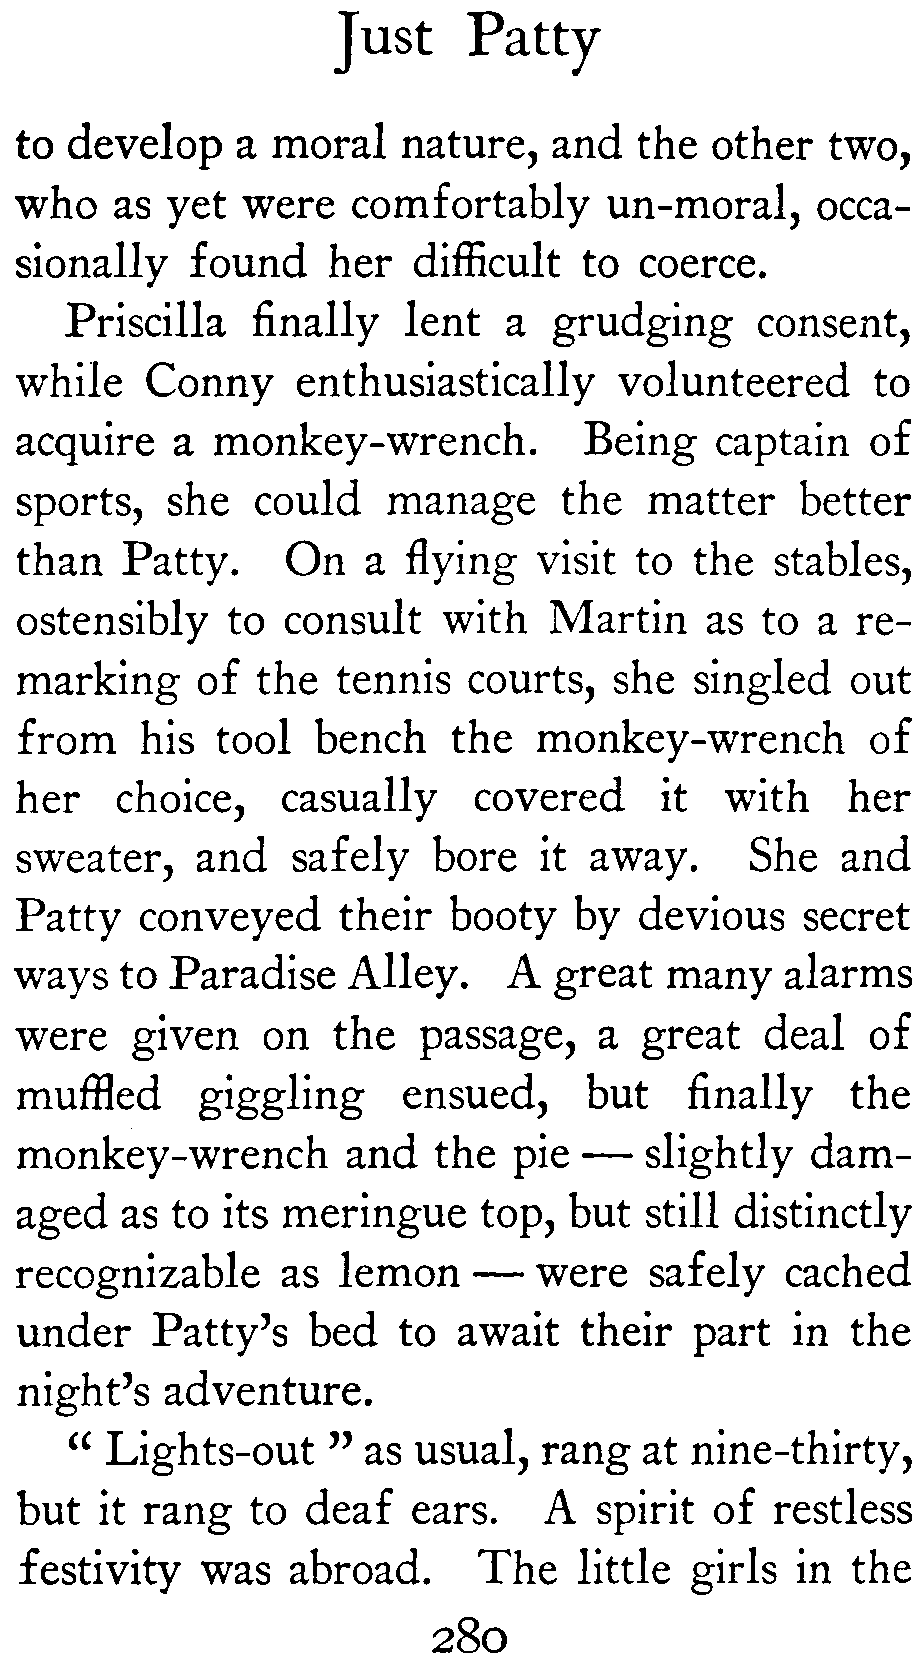 Just Patty
to develop a moral nature, and the other two,
who as yet were comfortably un-moral, occa-
sionally found her difficult to coerce.
Priscilla finally lent a grudging consent,
while Conny enthusiastically volunteered to
acquire a monkey-wrench. Being captain of
sports, she could manage the matter better
than Patty. On a flying visit to the stables,
ostensibly to consult with Martin as to a re-
marking of the tennis courts, she singled out
from his tool bench the monkey-wrench of
her choice, casually covered it with her
sweater, and safely bore it away. She and
Patty conveyed their booty by devious secret
ways to Paradise Alley. A great many alarms
were given on the passage, a great deal of
muffled giggling ensued, but finally the
monkey-wrench and the pie — slightly dam-
aged as to its meringue top, but still distinctly
recognizable as lemon — were safely cached
under Patty's bed to await their part in the
night's adventure.
“ Lights-out ” as usual, rang at nine-thirty,
but it rang to deaf ears. A spirit of restless
festivity was abroad. The little girls in the
280